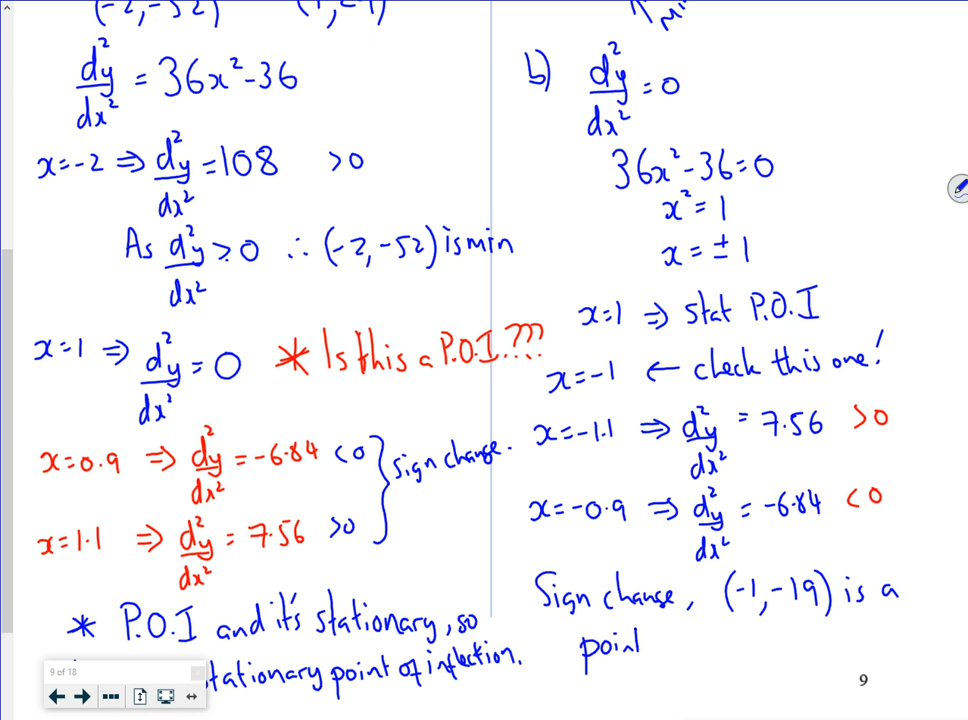 (-2, -52)
d²y/dx² = 36x² - 36
x=-2 ⇒ d²y/dx² = 108 >0
As d²y/dx² > 0 ∴ (-2, -52) is min
x=1 ⇒ d²y/dx² = 0 * Is this a P.O.I???
x=0.9 ⇒ d²y/dx² = -6.84 <0
sign change.
x=1.1 ⇒ d²y/dx² = 7.56 >0
* P.O.I and it's stationary, so
stationary point of inflection.
9 of 18
b) d²y/dx² = 0
36x² - 36 = 0
x² = 1
x = ± 1
x=1 ⇒ stat P.O.I
x=-1 ← check this one!
x=-1.1 ⇒ d²y/dx² = 7.56 >0
x=-0.9 ⇒ d²y/dx² = -6.84 <0
Sign change, (-1, -19) is a
point
9